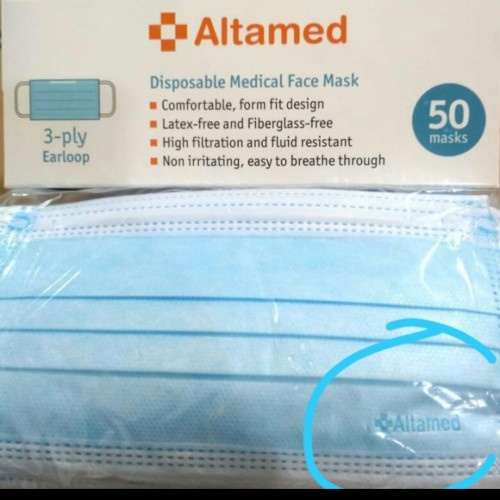 Altamed
Disposable Medical Face Mask
Comfortable, form fit design
Latex-free and Fiberglass-free
High filtration and fluid resistant
Non irritating, easy to breathe through
3-ply
Earloop
50
masks
Altamed